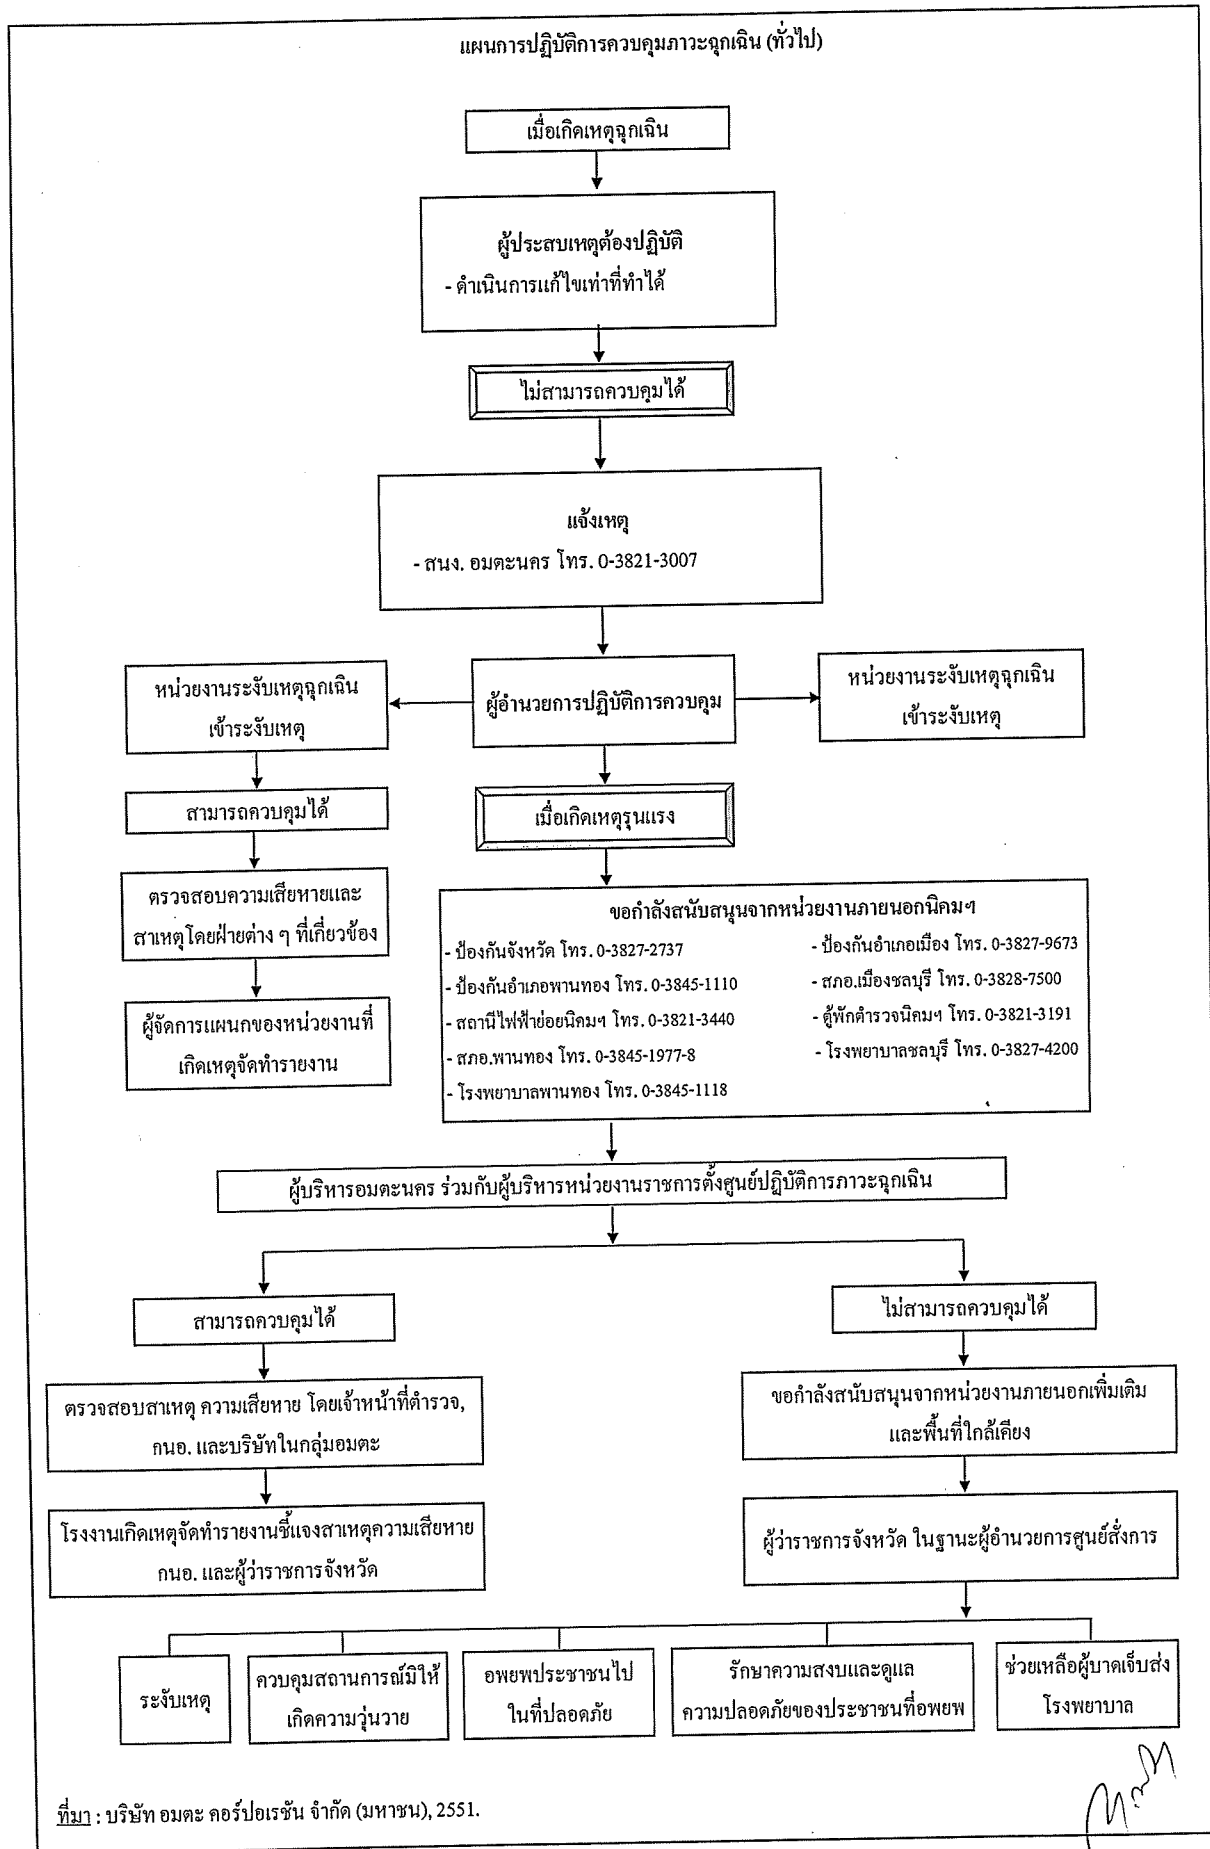 แผนการปฏิบัติการควบคุมภาวะฉุกเฉิน (ทั่วไป)
เมื่อเกิดเหตุฉุกเฉิน
ผู้ประสบเหตุต้องปฏิบัติ
- ดำเนินการแก้ไขเท่าที่ทำได้
ไม่สามารถควบคุมได้
แจ้งเหตุ
- สนง. อมตะนคร โทร. 0-3821-3007
หน่วยงานระงับเหตุฉุกเฉิน
เข้าระงับเหตุ
ผู้อำนวยการปฏิบัติการควบคุม
หน่วยงานระงับเหตุฉุกเฉิน
เข้าระงับเหตุ
สามารถควบคุมได้
เมื่อเกิดเหตุรุนแรง
ตรวจสอบความเสียหายและ
สาเหตุโดยฝ่ายต่าง ๆ ที่เกี่ยวข้อง
ผู้จัดการแผนกของหน่วยงานที่
เกิดเหตุจัดทำรายงาน
ขอกำลังสนับสนุนจากหน่วยงานภายนอกนิคมฯ
- ป้องกันจังหวัด โทร. 0-3827-2737
- ป้องกันอำเภอเมือง โทร. 0-3827-9673
- ป้องกันอำเภอพานทอง โทร. 0-3845-1110
- สภอ.เมืองชลบุรี โทร. 0-3828-7500
- สถานีไฟฟ้าย่อยนิคมฯ โทร. 0-3821-3440
- ตู้พักตำรวจนิคมฯ โทร. 0-3821-3191
- สภอ.พานทอง โทร. 0-3845-1977-8
- โรงพยาบาลชลบุรี โทร. 0-3827-4200
- โรงพยาบาลพานทอง โทร. 0-3845-1118
ผู้บริหารอมตะนคร ร่วมกับผู้บริหารหน่วยงานราชการตั้งศูนย์ปฏิบัติการภาวะฉุกเฉิน
สามารถควบคุมได้
ไม่สามารถควบคุมได้
ตรวจสอบสาเหตุ ความเสียหาย โดยเจ้าหน้าที่ตำรวจ,
กนอ. และบริษัทในกลุ่มอมตะ
ขอกำลังสนับสนุนจากหน่วยงานภายนอกเพิ่มเติม
และพื้นที่ใกล้เคียง
โรงงานเกิดเหตุจัดทำรายงานชี้แจงสาเหตุความเสียหาย
กนอ. และผู้ว่าราชการจังหวัด
ผู้ว่าราชการจังหวัด ในฐานะผู้อำนวยการศูนย์สั่งการ
ระงับเหตุ
ควบคุมสถานการณ์มิให้
เกิดความวุ่นวาย
อพยพประชาชนไป
ในที่ปลอดภัย
รักษาความสงบและดูแล
ความปลอดภัยของประชาชนที่อพยพ
ช่วยเหลือผู้บาดเจ็บส่ง
โรงพยาบาล
ที่มา : บริษัท อมตะ คอร์ปอเรชัน จำกัด (มหาชน), 2551.